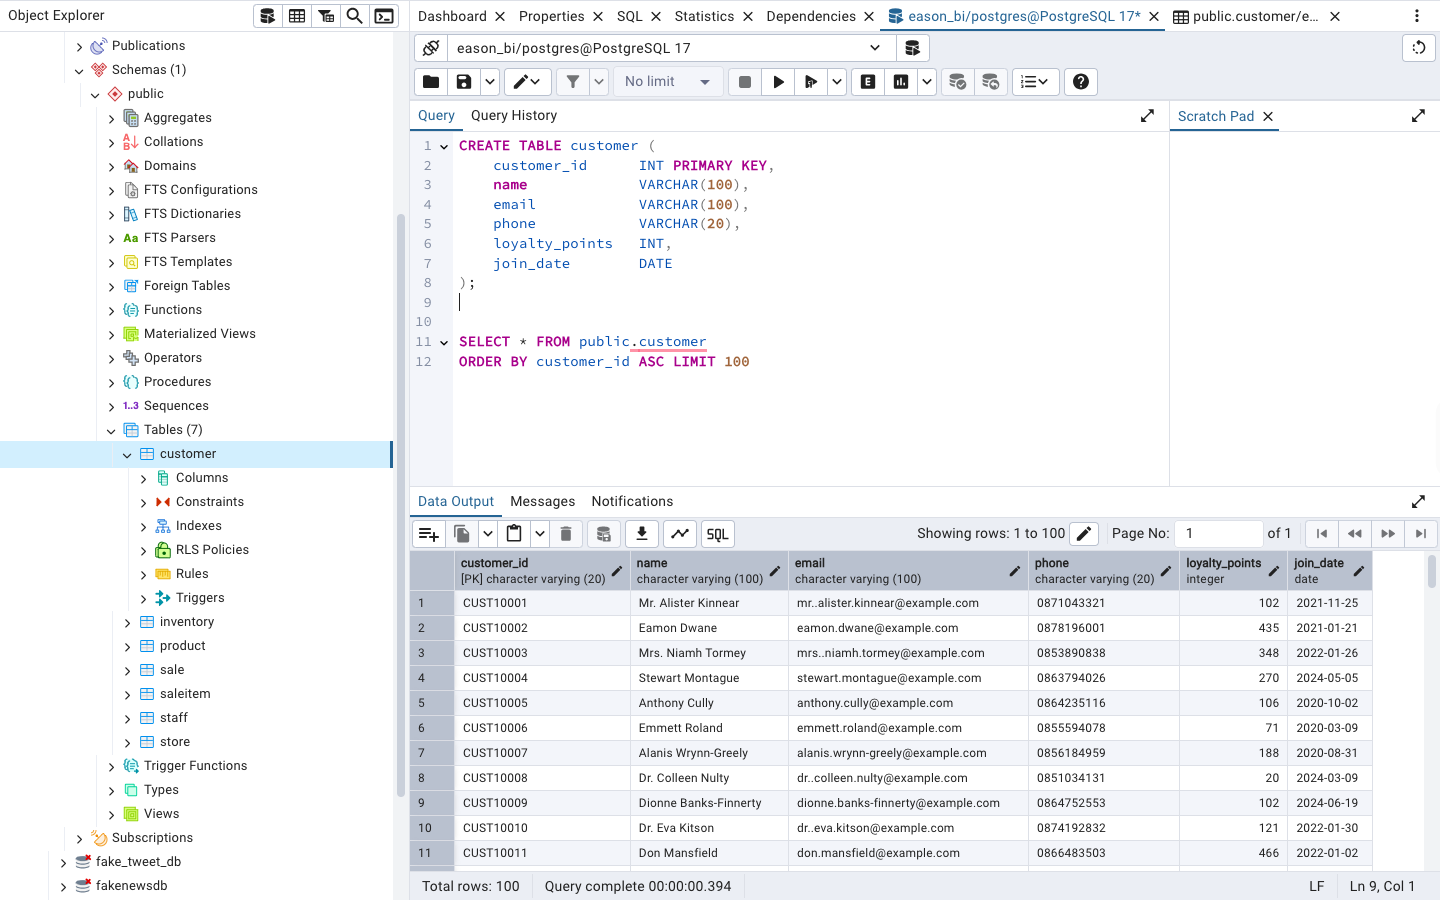 Object Explorer
Publications
Schemas (1)
public
Aggregates
Collations
Domains
FTS Configurations
FTS Dictionaries
Aa FTS Parsers
FTS Templates
Foreign Tables
Functions
Materialized Views
Operators
Procedures
1..3 Sequences
Tables (7)
customer
Columns
Constraints
Indexes
RLS Policies
Rules
Triggers
inventory
product
sale
saleitem
staff
store
Trigger Functions
Types
Views
Subscriptions
fake_tweet_db
fakenewsdb
Dashboard Properties SQL Statistics Dependencies eason_bi/postgres@PostgreSQL 17* public.customer/e...
eason_bi/postgres@PostgreSQL 17
No limit
Query Query History
Scratch Pad
1 CREATE TABLE customer (
2 customer_id INT PRIMARY KEY,
3 name VARCHAR(100),
4 email VARCHAR(100),
5 phone VARCHAR(20),
6 loyalty_points INT,
7 join_date DATE
8 );
9
10
11 SELECT * FROM public.customer
12 ORDER BY customer_id ASC LIMIT 100
Data Output Messages Notifications
SQL Showing rows: 1 to 100 Page No: 1 of 1
customer_id name email phone loyalty_points join_date
[PK] character varying (20) character varying (100) character varying (100) character varying (20) integer date
1 CUST10001 Mr. Alister Kinnear mr..alister.kinnear@example.com 0871043321 102 2021-11-25
2 CUST10002 Eamon Dwane eamon.dwane@example.com 0878196001 435 2021-01-21
3 CUST10003 Mrs. Niamh Tormey mrs..niamh.tormey@example.com 0853890838 348 2022-01-26
4 CUST10004 Stewart Montague stewart.montague@example.com 0863794026 270 2024-05-05
5 CUST10005 Anthony Cully anthony.cully@example.com 0864235116 106 2020-10-02
6 CUST10006 Emmett Roland emmett.roland@example.com 0855594078 71 2020-03-09
7 CUST10007 Alanis Wrynn-Greely alanis.wrynn-greely@example.com 0856184959 188 2020-08-31
8 CUST10008 Dr. Colleen Nulty dr..colleen.nulty@example.com 0851034131 20 2024-03-09
9 CUST10009 Dionne Banks-Finnerty dionne.banks-finnerty@example.com 0864752553 102 2024-06-19
10 CUST10010 Dr. Eva Kitson dr..eva.kitson@example.com 0874192832 121 2022-01-30
11 CUST10011 Don Mansfield don.mansfield@example.com 0866483503 466 2022-01-02
Total rows: 100 Query complete 00:00:00.394 LF Ln 9, Col 1